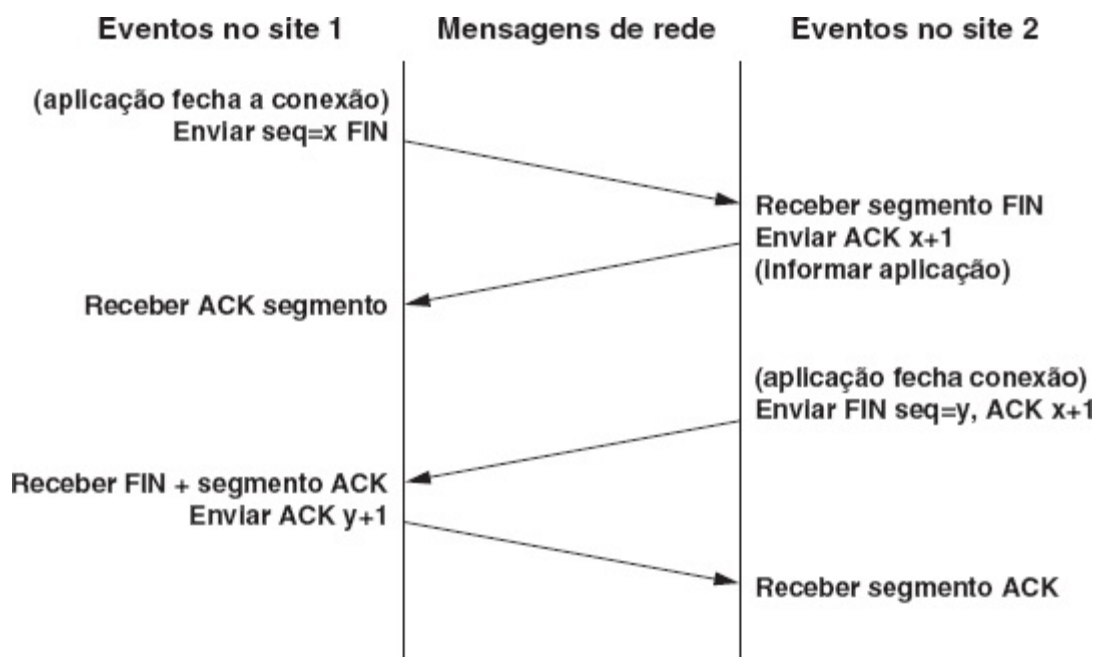 Eventos no site 1
Mensagens de rede
Eventos no site 2
(aplicação fecha a conexão)
Enviar seq=x FIN
Receber segmento FIN
Enviar ACK x+1
(informar aplicação)
Receber ACK segmento
(aplicação fecha conexão)
Enviar FIN seq=y, ACK x+1
Receber FIN + segmento ACK
Enviar ACK y+1
Receber segmento ACK